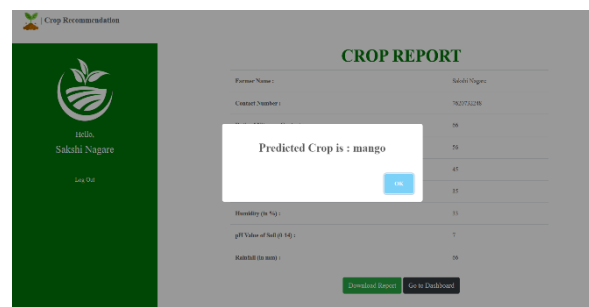 | Crop Recommendation
CROP REPORT
Farmer Name : Sakshi Nagare
Contact Number :
Hello,
Sakshi Nagare
Log Out
Predicted Crop is : mango
OK
Humidity (in %) :
pH Value of Soil (0-14) : 7
Rainfall (in mm) :
Download Report Go to Dashboard